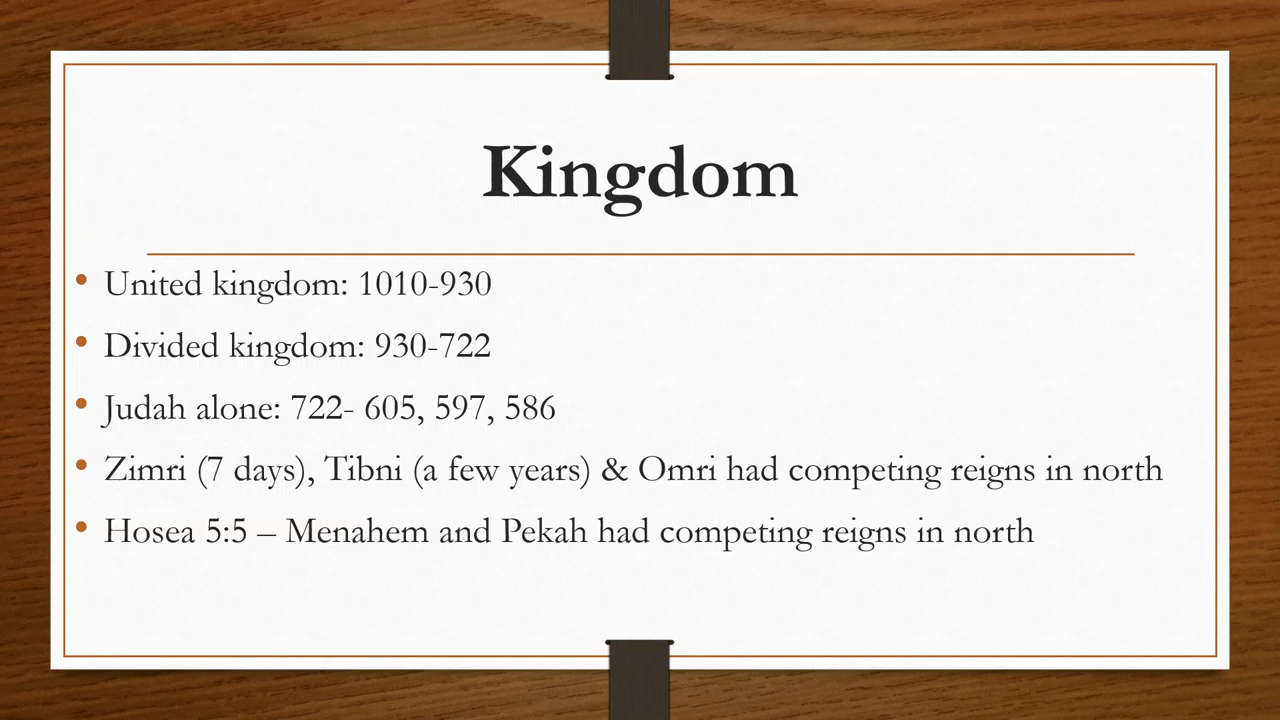 Kingdom
• United kingdom: 1010-930
• Divided kingdom: 930-722
• Judah alone: 722- 605, 597, 586
• Zimri (7 days), Tibni (a few years) & Omri had competing reigns in north
• Hosea 5:5 – Menahem and Pekah had competing reigns in north